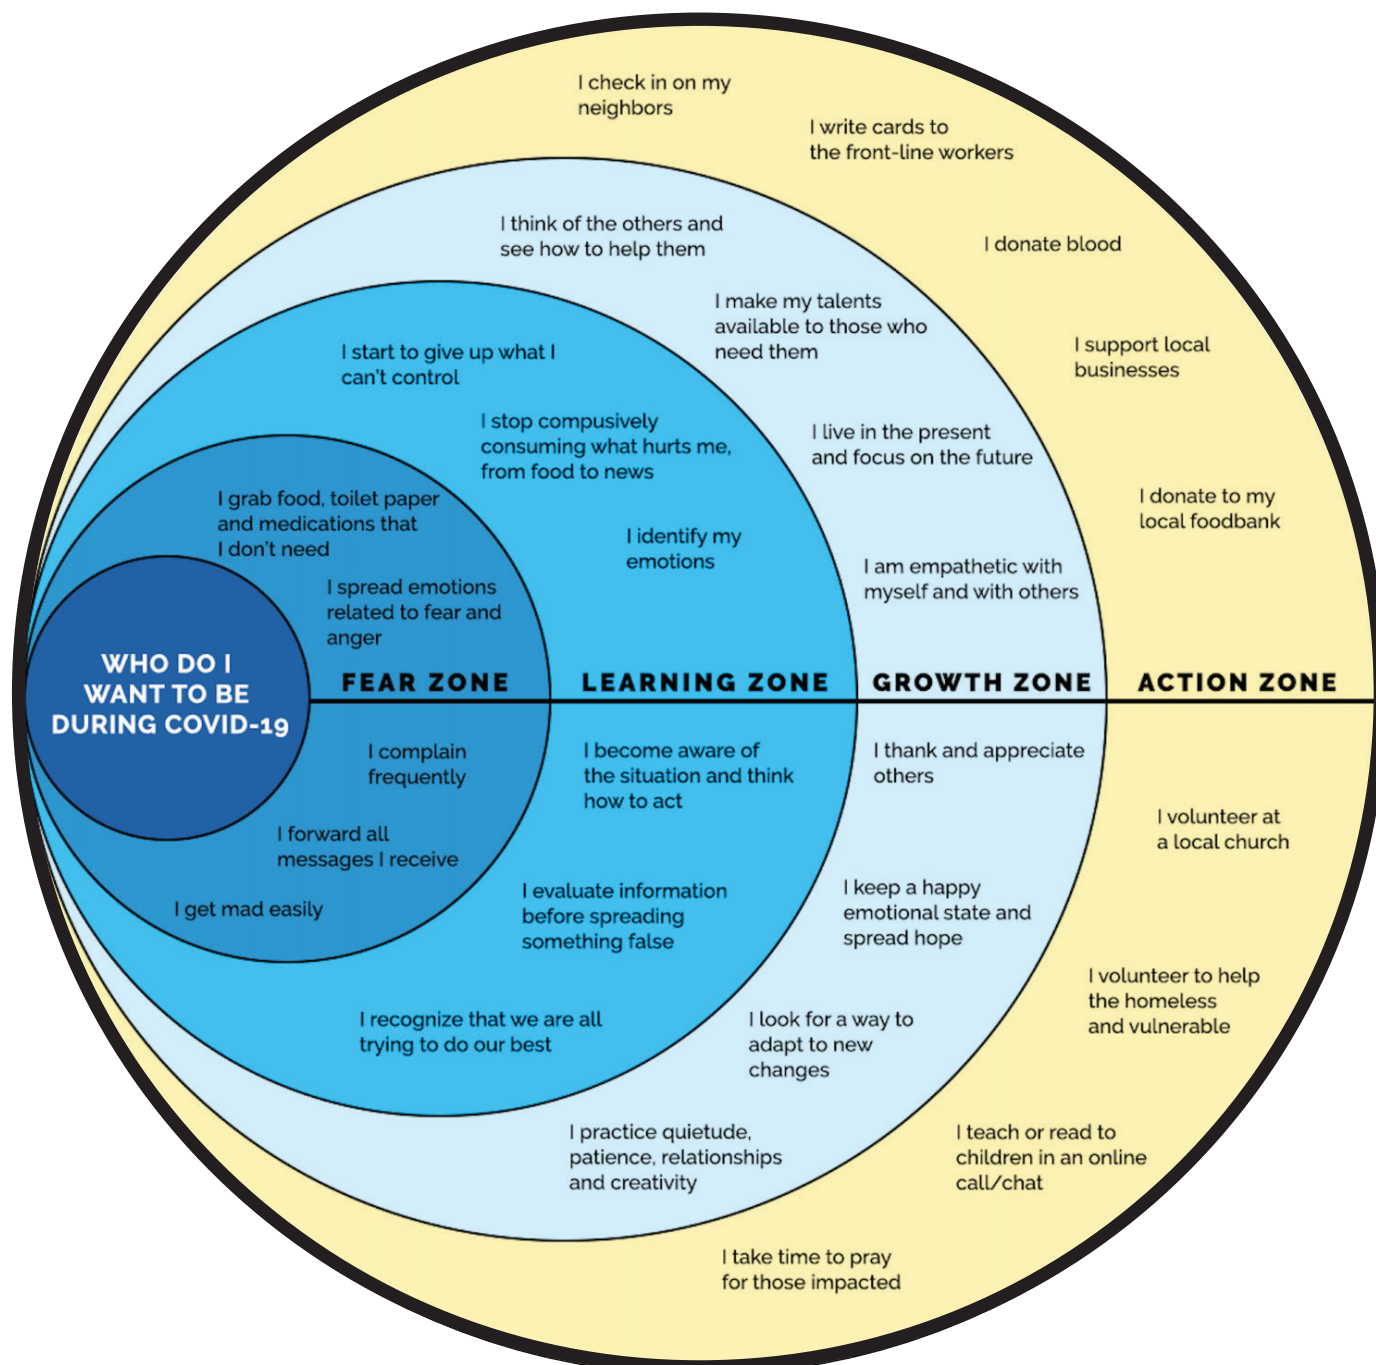 I check in on my
neighbors
I write cards to
the front-line workers
I think of the others and
see how to help them
I donate blood
I make my talents
available to those who
need them
I start to give up what I
can't control
I support local
businesses
I stop compusively
consuming what hurts me,
from food to news
I live in the present
and focus on the future
I grab food, toilet paper
and medications that
I don't need
I donate to my
local foodbank
I identify my
emotions
I am empathetic with
myself and with others
I spread emotions
related to fear and
anger
WHO DO I
WANT TO BE
DURING COVID-19
FEAR ZONE
LEARNING ZONE
GROWTH ZONE
ACTION ZONE
I complain
frequently
I become aware of
the situation and think
how to act
I thank and appreciate
others
I forward all
messages I receive
I volunteer at
a local church
I get mad easily
I evaluate information
before spreading
something false
I keep a happy
emotional state and
spread hope
I volunteer to help
the homeless
and vulnerable
I recognize that we are all
trying to do our best
I look for a way to
adapt to new
changes
I practice quietude,
patience, relationships
and creativity
I teach or read to
children in an online
call/chat
I take time to pray
for those impacted